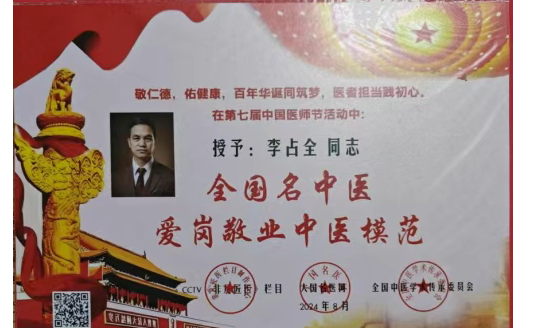 敬仁德，佑健康，百年华诞同筑梦，医者担当践初心。
在第七届中国医师节活动中：
授予：李占全 同志
全国名中医
爱岗敬业中医模范
CCTV 栏目 大国 全国中医学术传承委员会
2024年8月